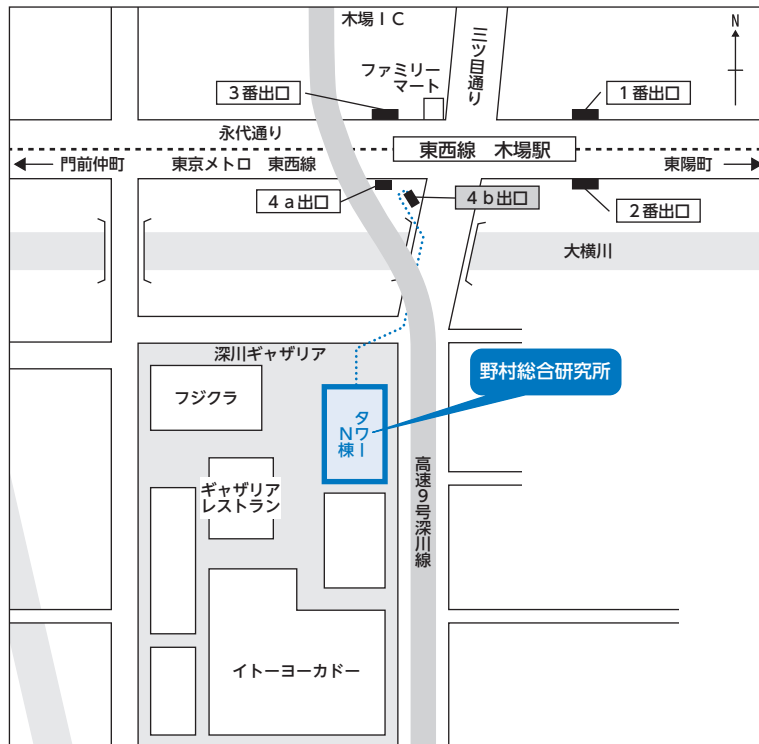 木場IC
N
三ツ目通り
ファミリー
マート
3番出口
1番出口
永代通り
東西線 木場駅
← 門前仲町
東京メトロ 東西線
東陽町 →
4a出口
4b出口
2番出口
大横川
深川ギャザリア
野村総合研究所
フジクラ
タワー
N棟
高速9号深川線
ギャザリア
レストラン
イトーヨーカドー